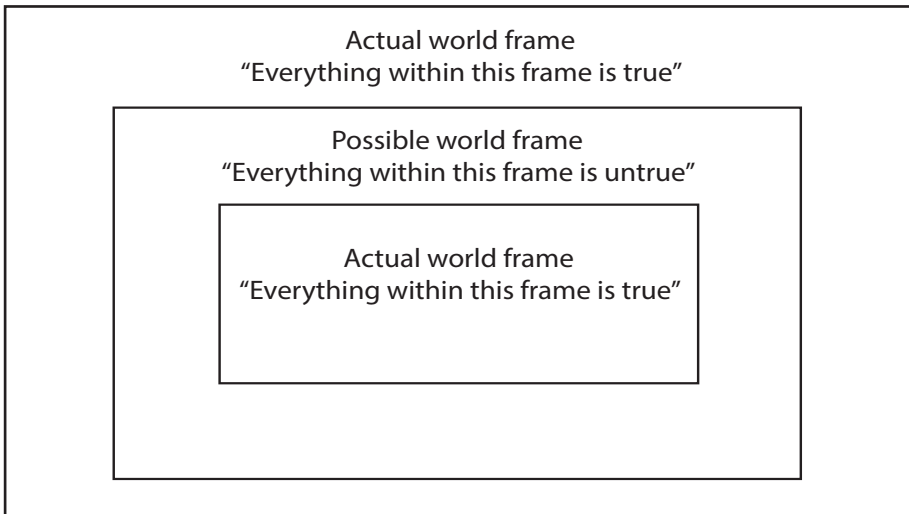 Actual world frame
“Everything within this frame is true”
Possible world frame
“Everything within this frame is untrue”
Actual world frame
“Everything within this frame is true”